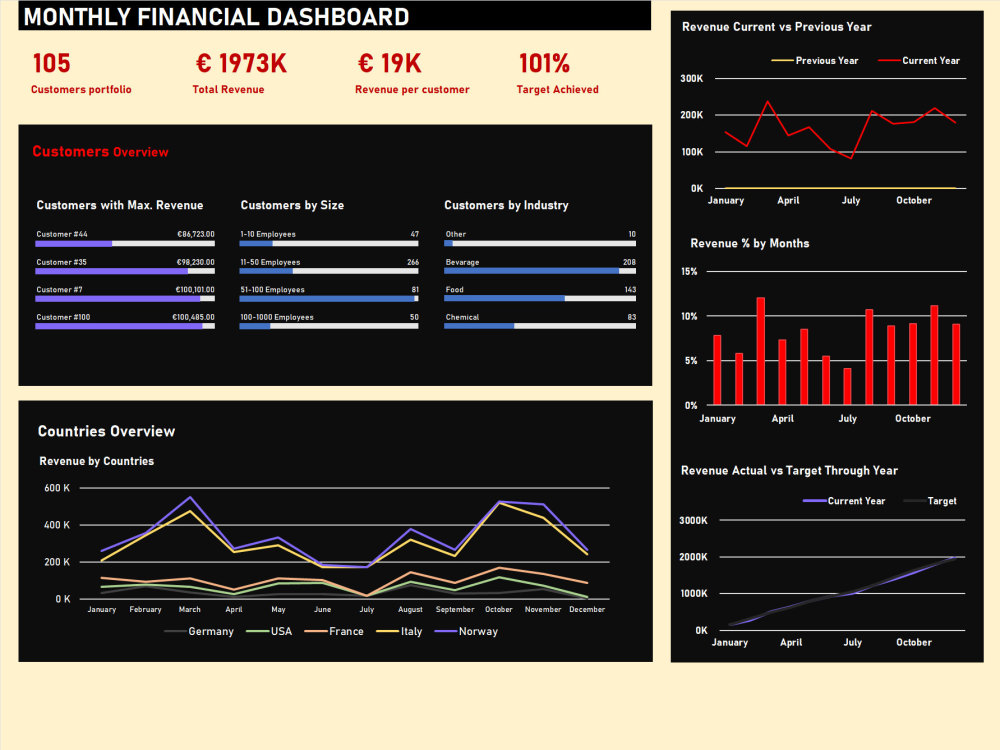 MONTHLY FINANCIAL DASHBOARD
105
Customers portfolio
€ 1973K
Total Revenue
€ 19K
Revenue per customer
101%
Target Achieved
Customers Overview
Customers with Max. Revenue
Customer #44 €86,723.00
Customer #35 €98,230.00
Customer #7 €100,101.00
Customer #100 €100,485.00
Customers by Size
1-10 Employees 47
11-50 Employees 266
51-100 Employees 81
100-1000 Employees 50
Customers by Industry
Other 10
Bevarage 208
Food 143
Chemical 83
Countries Overview
Revenue by Countries
600 K
400 K
200 K
0 K
January February March April May June July August September October November December
Germany USA France Italy Norway
Revenue Current vs Previous Year
Previous Year Current Year
300K
200K
100K
0K
January April July October
Revenue % by Months
15%
10%
5%
0%
January April July October
Revenue Actual vs Target Through Year
Current Year Target
3000K
2000K
1000K
0K
January April July October